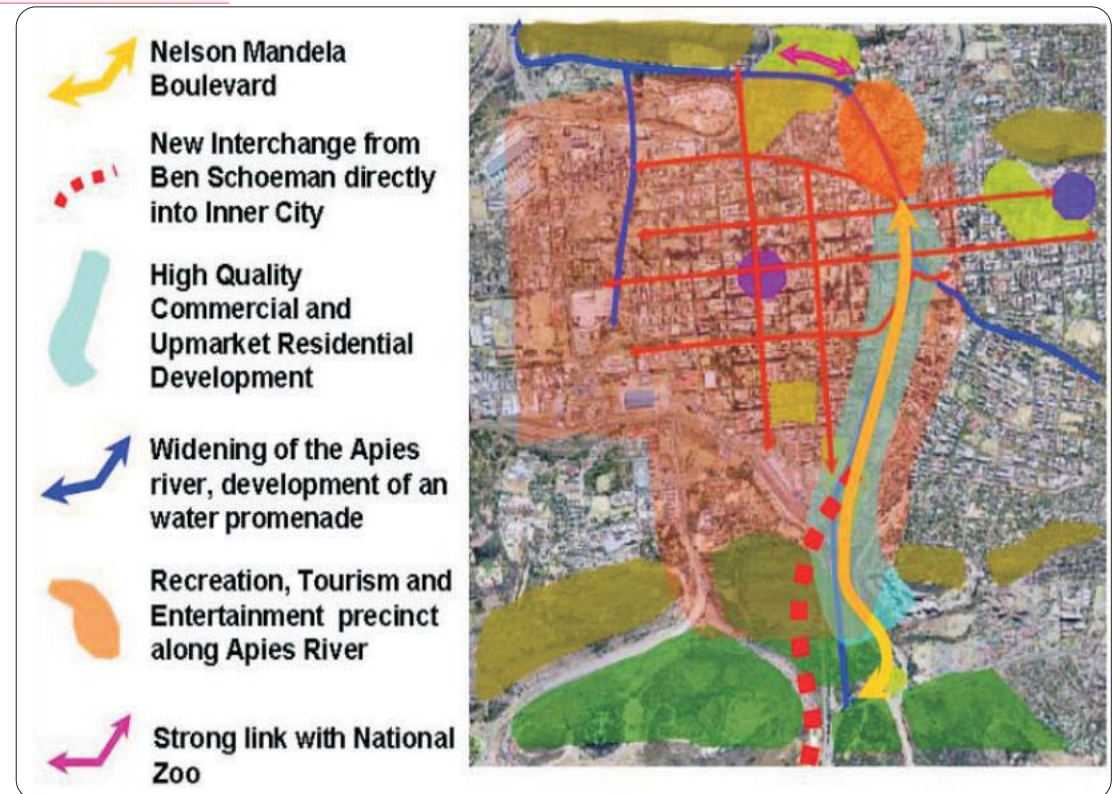 Nelson Mandela
Boulevard
New Interchange from
Ben Schoeman directly
into Inner City
High Quality
Commercial and
Upmarket Residential
Development
Widening of the Apies
river, development of an
water promenade
Recreation, Tourism and
Entertainment precinct
along Apies River
Strong link with National
Zoo